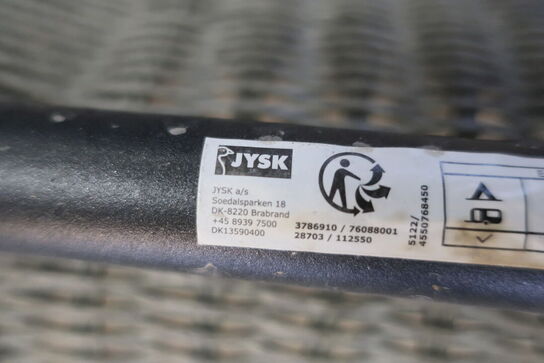 JYSK
JYSK a/s
Soedalsparken 18
DK-8220 Brabrand
+45 8939 7500
DK13590400
3786910 / 76088001
28703 / 112550
5122/
4550768450